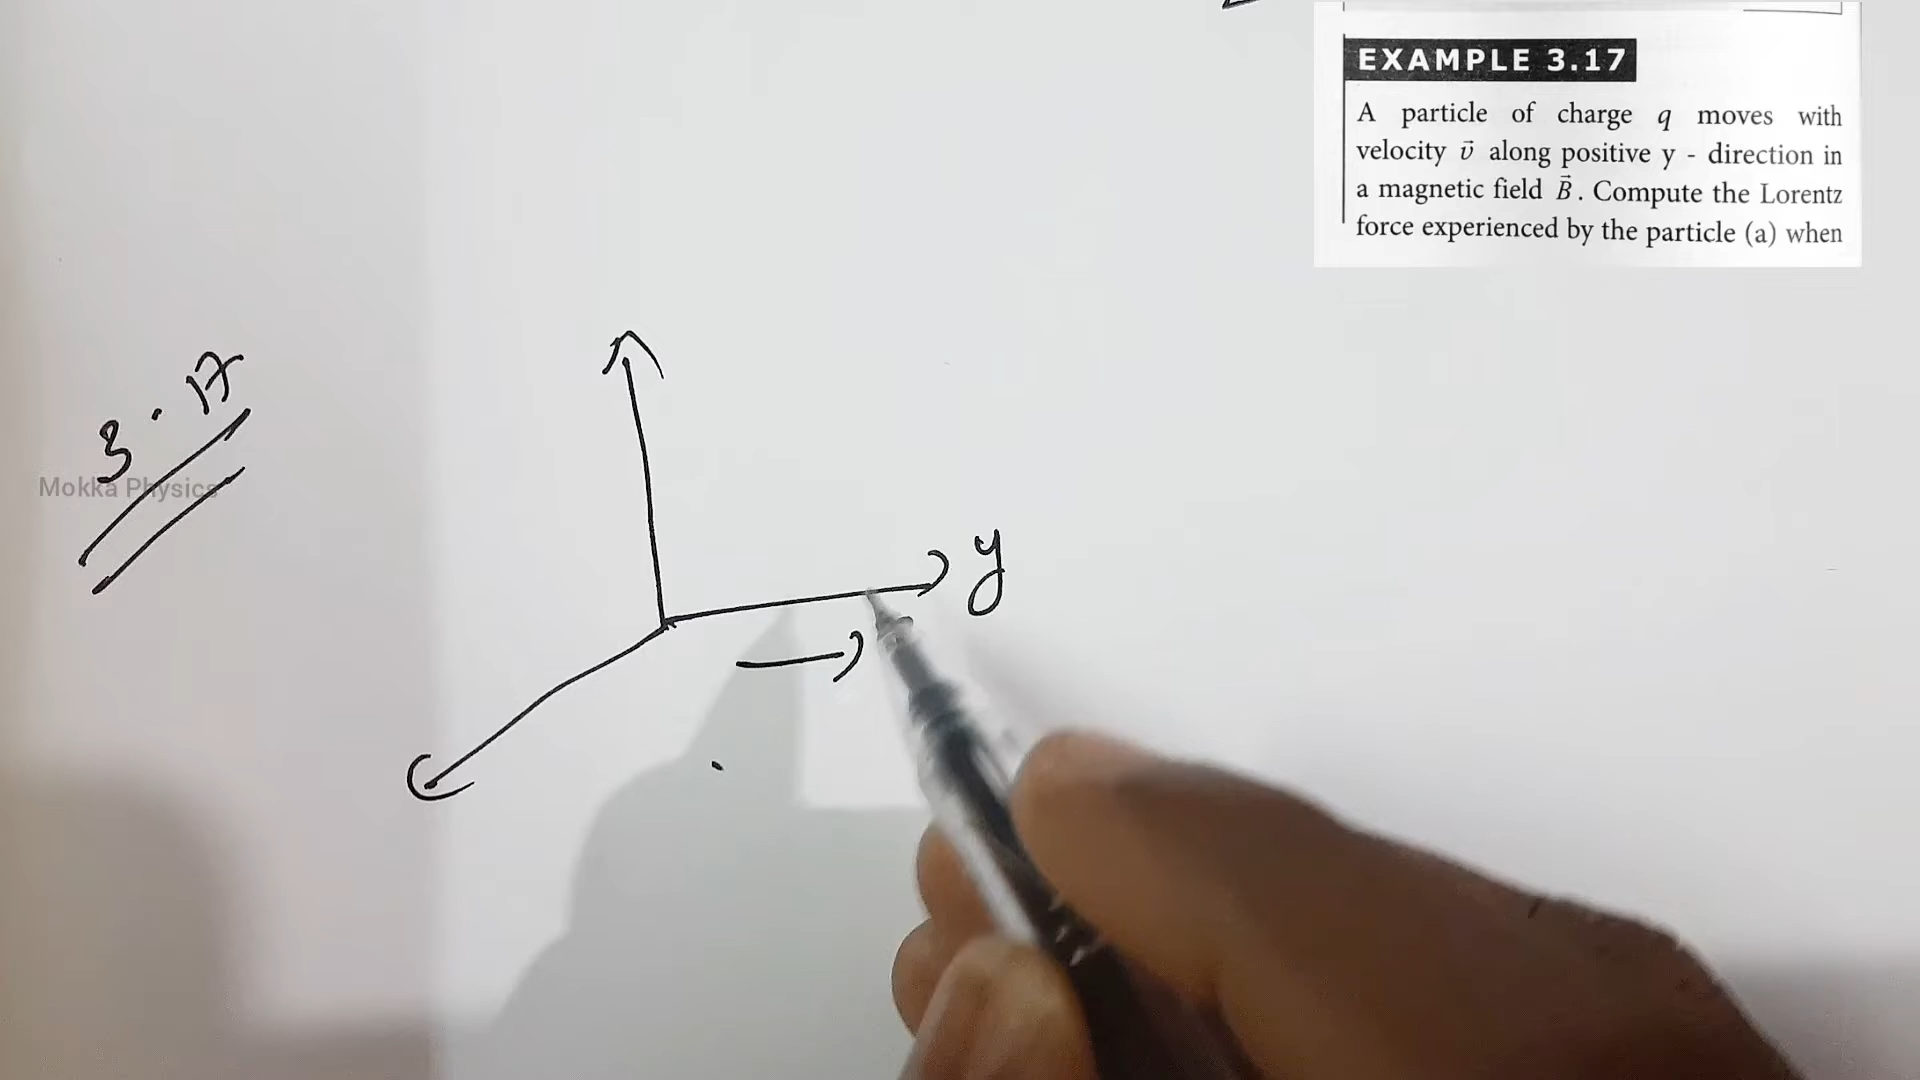 EXAMPLE 3.17
A particle of charge q moves with
velocity v⃗ along positive y - direction in
a magnetic field B⃗. Compute the Lorentz
force experienced by the particle (a) when
3.17
Mokka Physics
y